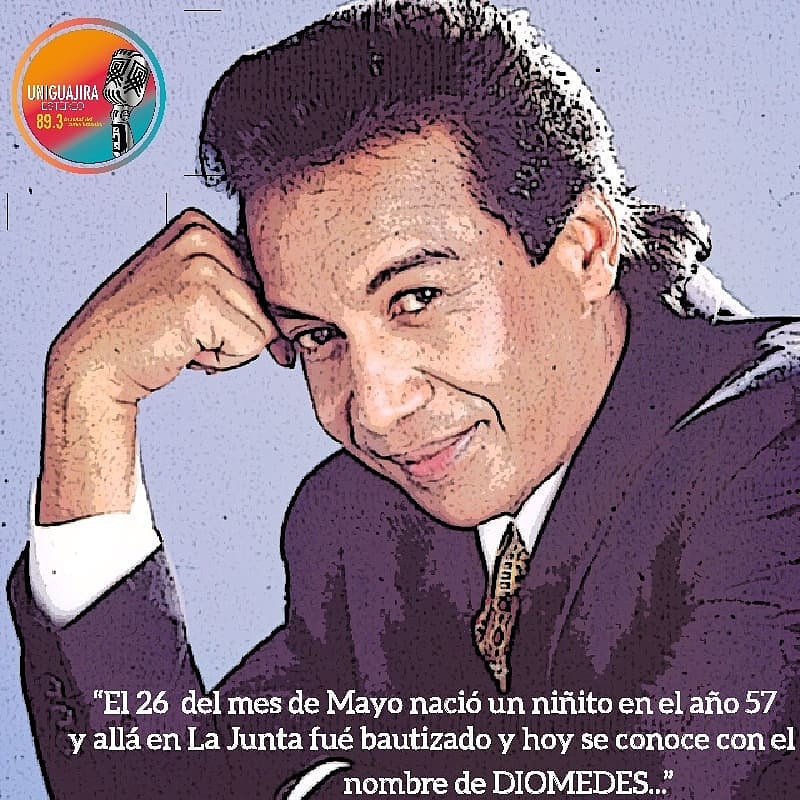 UNIGUAJIRA
ESTÉREO
89.3
“El 26 del mes de Mayo nació un niñito en el año 57
y allá en La Junta fué bautizado y hoy se conoce con el
nombre de DIOMEDES...”